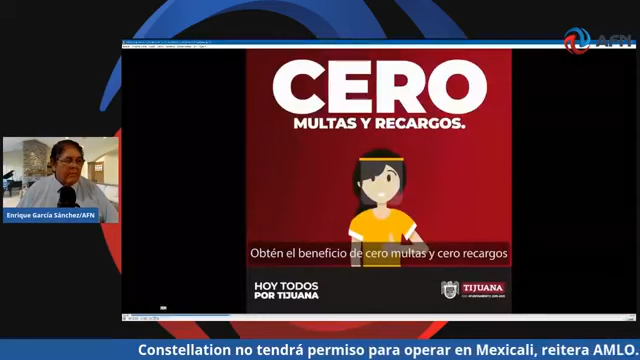 AFN
CERO
MULTAS Y RECARGOS.
Enrique García Sánchez/AFN
Obtén el beneficio de cero multas y cero recargos
HOY TODOS
POR TIJUANA
TIJUANA
Constellation no tendrá permiso para operar en Mexicali, reitera AMLO.